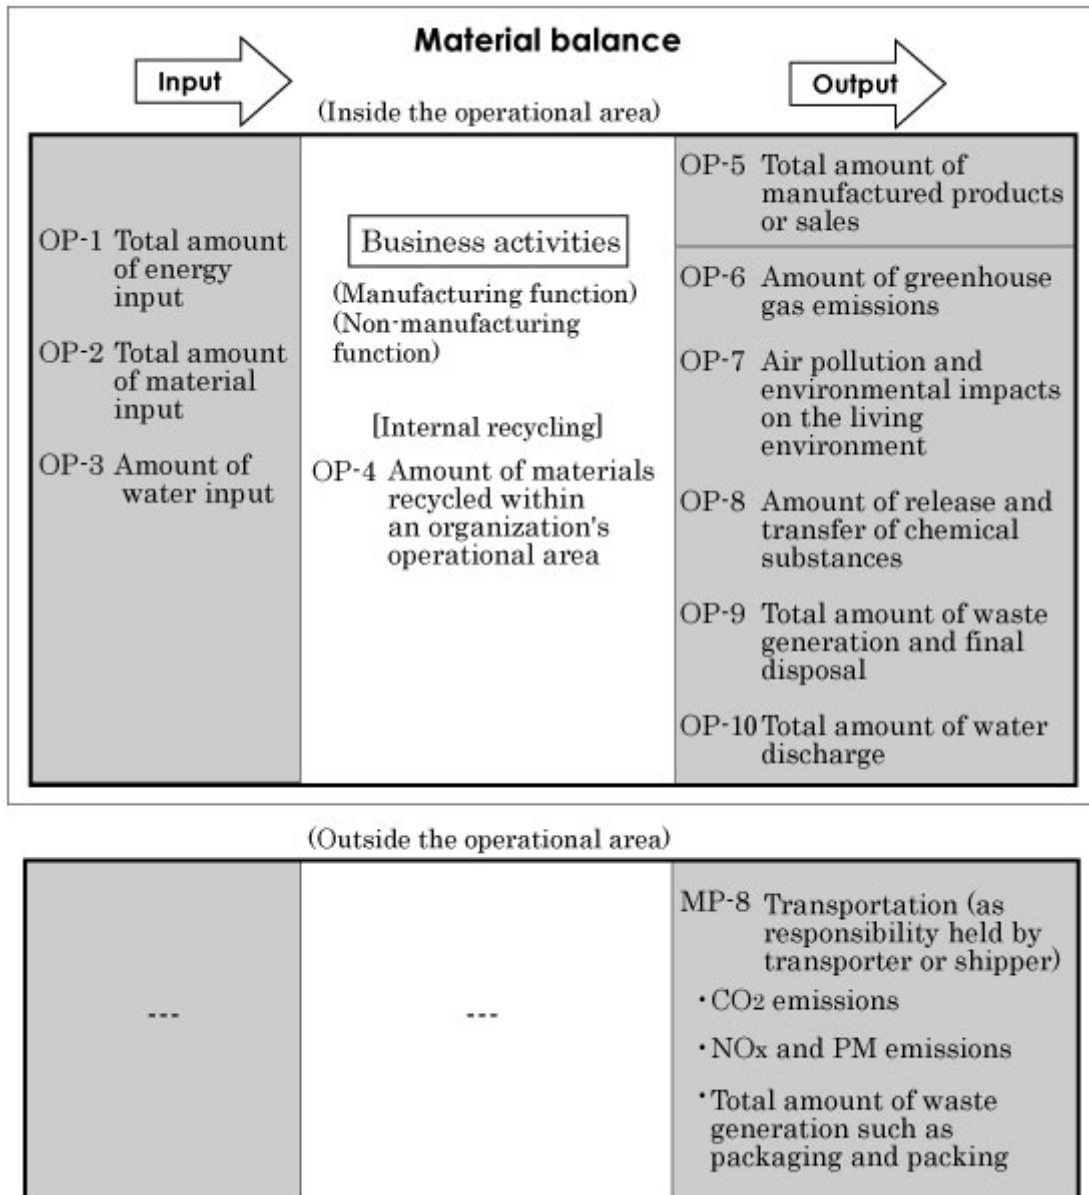 Material balance
Input
Output
(Inside the operational area)
OP-1 Total amount
of energy
input
OP-2 Total amount
of material
input
OP-3 Amount of
water input
Business activities
(Manufacturing function)
(Non-manufacturing
function)
[Internal recycling]
OP-4 Amount of materials
recycled within
an organization's
operational area
OP-5 Total amount of
manufactured products
or sales
OP-6 Amount of greenhouse
gas emissions
OP-7 Air pollution and
environmental impacts
on the living
environment
OP-8 Amount of release and
transfer of chemical
substances
OP-9 Total amount of waste
generation and final
disposal
OP-10 Total amount of water
discharge
(Outside the operational area)
---
---
MP-8 Transportation (as
responsibility held by
transporter or shipper)
・CO2 emissions
・NOx and PM emissions
・Total amount of waste
generation such as
packaging and packing